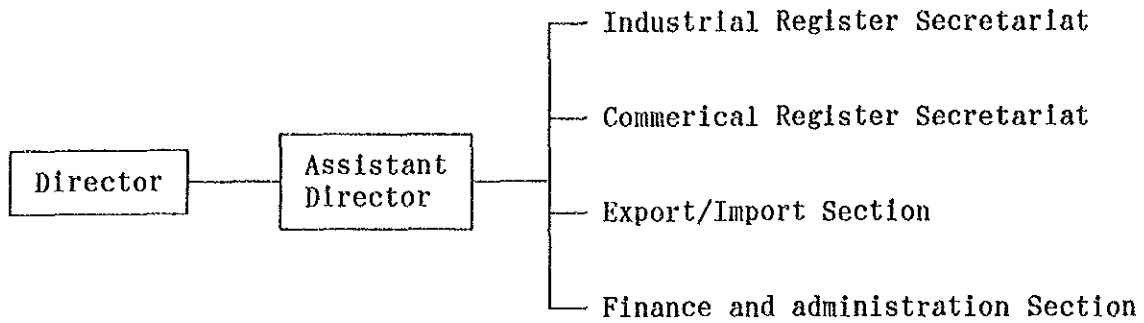 Industrial Register Secretariat
Commerical Register Secretariat
Director
Assistant
Director
Export/Import Section
Finance and administration Section